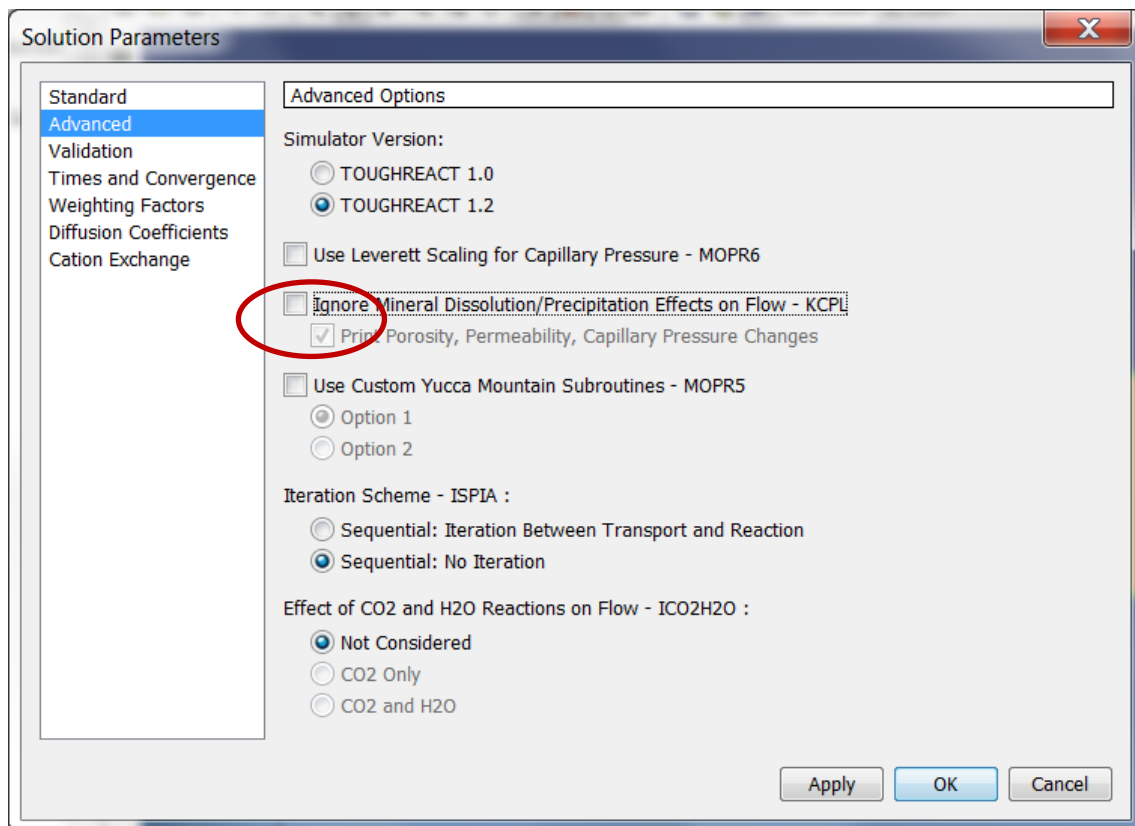 Solution Parameters
X
Standard
Advanced
Validation
Times and Convergence
Weighting Factors
Diffusion Coefficients
Cation Exchange
Advanced Options
Simulator Version:
TOUGHREACT 1.0
TOUGHREACT 1.2
Use Leverett Scaling for Capillary Pressure - MOPR6
Ignore Mineral Dissolution/Precipitation Effects on Flow - KCPL
Print Porosity, Permeability, Capillary Pressure Changes
Use Custom Yucca Mountain Subroutines - MOPR5
Option 1
Option 2
Iteration Scheme - ISPIA :
Sequential: Iteration Between Transport and Reaction
Sequential: No Iteration
Effect of CO2 and H2O Reactions on Flow - ICO2H2O :
Not Considered
CO2 Only
CO2 and H2O
Apply
OK
Cancel